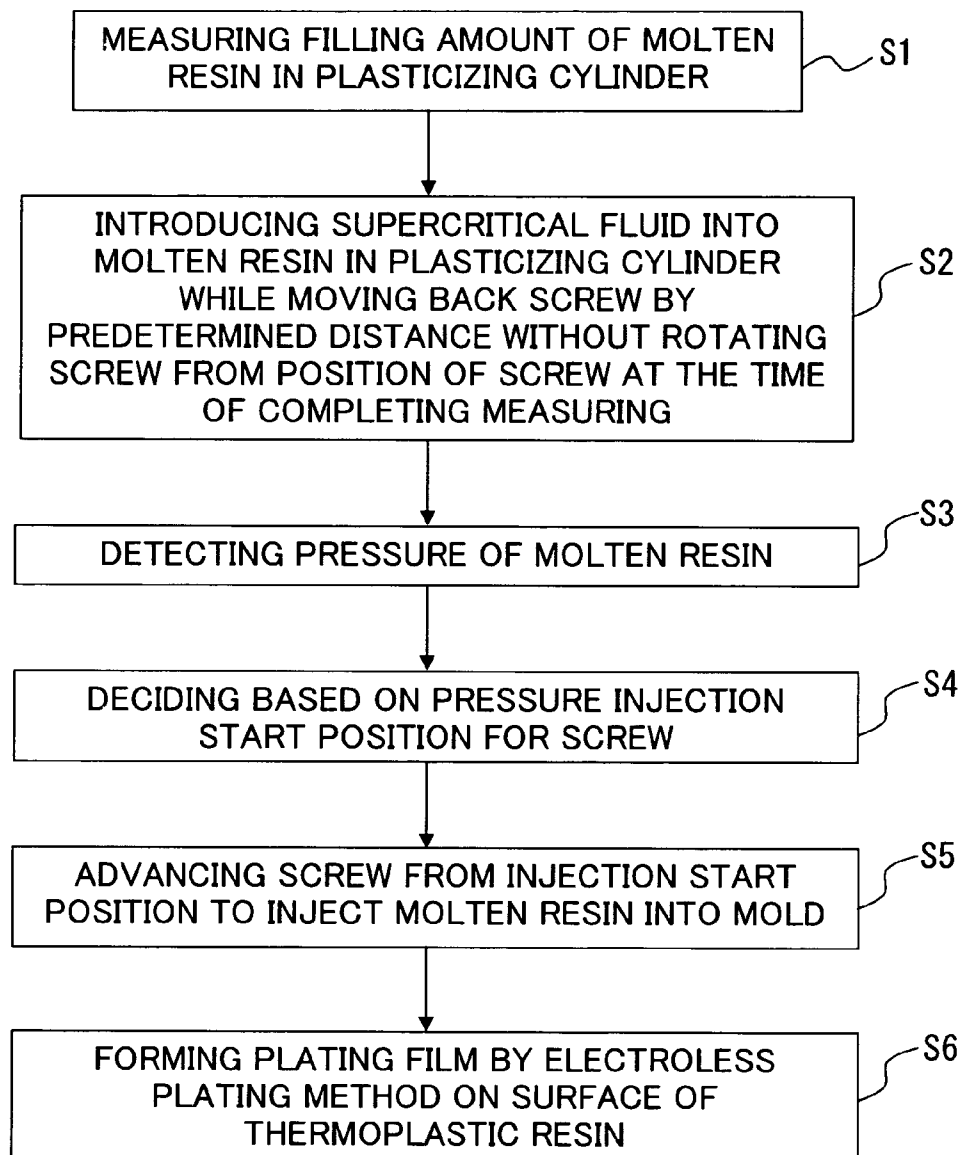 MEASURING FILLING AMOUNT OF MOLTEN
RESIN IN PLASTICIZING CYLINDER
S1
INTRODUCING SUPERCRITICAL FLUID INTO
MOLTEN RESIN IN PLASTICIZING CYLINDER
WHILE MOVING BACK SCREW BY
PREDETERMINED DISTANCE WITHOUT ROTATING
SCREW FROM POSITION OF SCREW AT THE TIME
OF COMPLETING MEASURING
S2
DETECTING PRESSURE OF MOLTEN RESIN
S3
DECIDING BASED ON PRESSURE INJECTION
START POSITION FOR SCREW
S4
ADVANCING SCREW FROM INJECTION START
POSITION TO INJECT MOLTEN RESIN INTO MOLD
S5
FORMING PLATING FILM BY ELECTROLESS
PLATING METHOD ON SURFACE OF
THERMOPLASTIC RESIN
S6